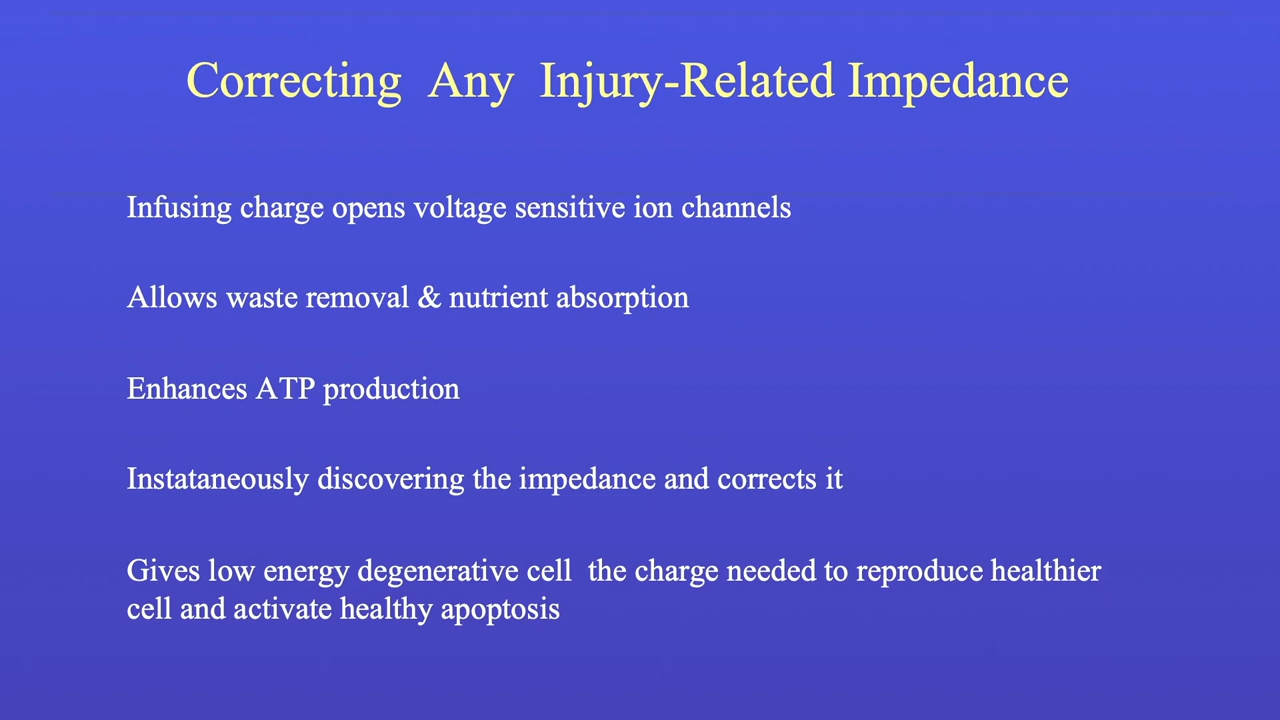 Correcting Any Injury-Related Impedance
Infusing charge opens voltage sensitive ion channels
Allows waste removal & nutrient absorption
Enhances ATP production
Instataneously discovering the impedance and corrects it
Gives low energy degenerative cell the charge needed to reproduce healthier
cell and activate healthy apoptosis